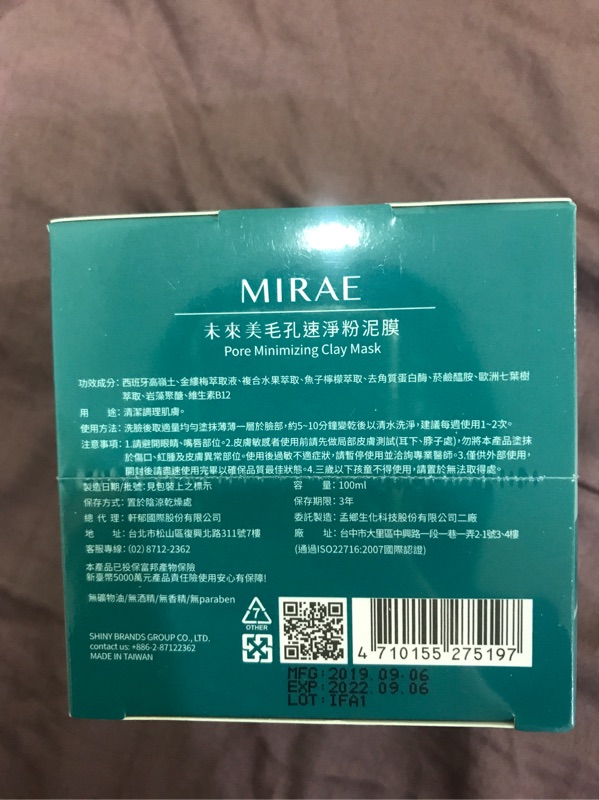 MIRAE
未來美毛孔速淨粉泥膜
Pore Minimizing Clay Mask
功效成分：西班牙高嶺土、金縷梅萃取液、複合水果萃取、魚子檸檬萃取、去角質蛋白酶、菸鹼醯胺、歐洲七葉樹
萃取、岩藻聚醣、維生素B12
用　　途：清潔調理肌膚。
使用方法：洗臉後取適量均勻塗抹薄薄一層於臉部，約5~10分鐘變乾後以清水洗淨，建議每週使用1~2次。
注意事項：1.請避開眼睛、嘴唇部位。2.皮膚敏感者使用前請先做局部皮膚測試(耳下、脖子處)，勿將本產品塗抹
於傷口、紅腫及皮膚異常部位。使用後過敏不適症狀，請暫停使用並洽詢專業醫師。3.僅供外部使用，
開封後請盡速使用完畢以確保品質最佳狀態。4.三歲以下孩童不得使用，請置於無法取得處。
製造日期/批號：見包裝上之標示　容　　量：100ml
保存方式：置於陰涼乾燥處　保存期限：3年
總 代 理：軒郁國際股份有限公司　委託製造：孟鄉生化科技股份有限公司二廠
地　　址：台北市松山區復興北路311號7樓　廠　　址：台中市大里區中興路一段一巷一弄2-1號3、4樓
客服專線：(02) 8712-2362　(通過ISO22716:2007國際認證)
本產品已投保富邦產物保險
新臺幣5000萬元產品責任險使用安心有保障!
無礦物油/無酒精/無香精/無paraben
7
OTHER
SHINY BRANDS GROUP CO., LTD.
contact us: +886-2-87122362
MADE IN TAIWAN
4 710155 275197
MFG: 2019.09.06
EXP: 2022.09.06
LOT: IFA1